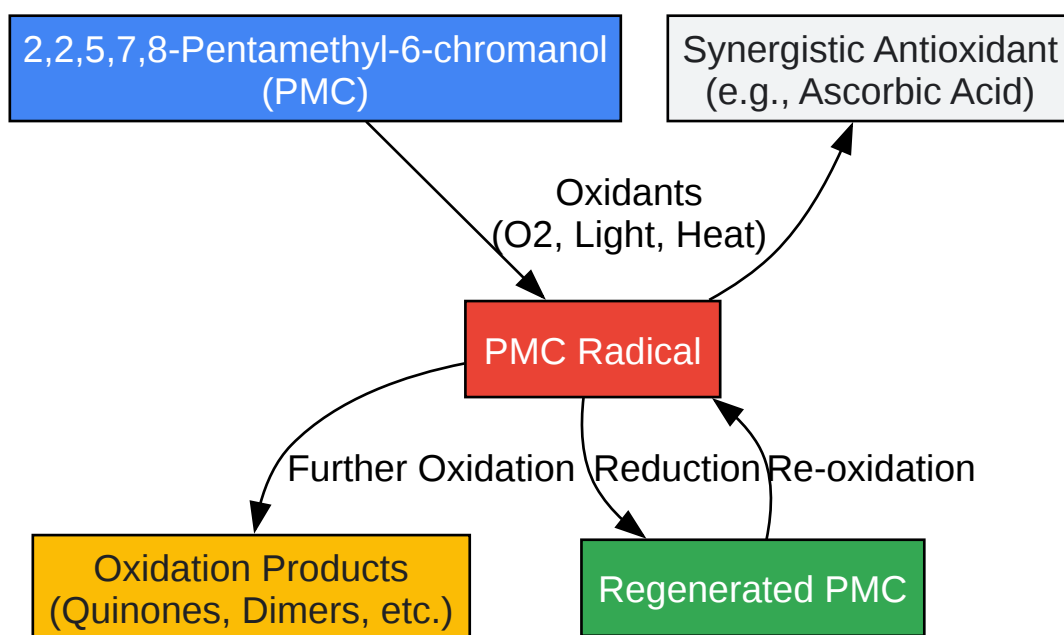 2,2,5,7,8-Pentamethyl-6-chromanol
(PMC)
Synergistic Antioxidant
(e.g., Ascorbic Acid)
Oxidants
(O2, Light, Heat)
PMC Radical
Further Oxidation
Reduction
Re-oxidation
Oxidation Products
(Quinones, Dimers, etc.)
Regenerated PMC